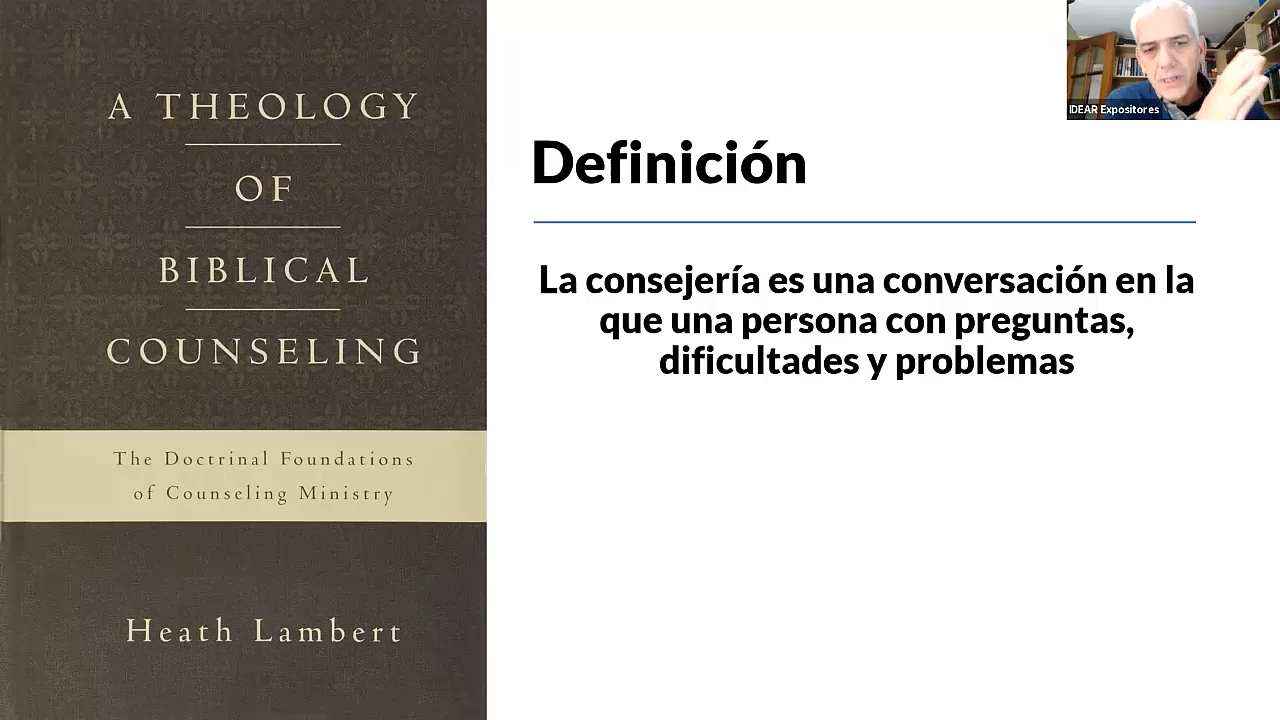 A THEOLOGY
OF
BIBLICAL
COUNSELING
The Doctrinal Foundations
of Counseling Ministry
Heath Lambert
IDEAR Expositores
Definición
La consejería es una conversación en la
que una persona con preguntas,
dificultades y problemas